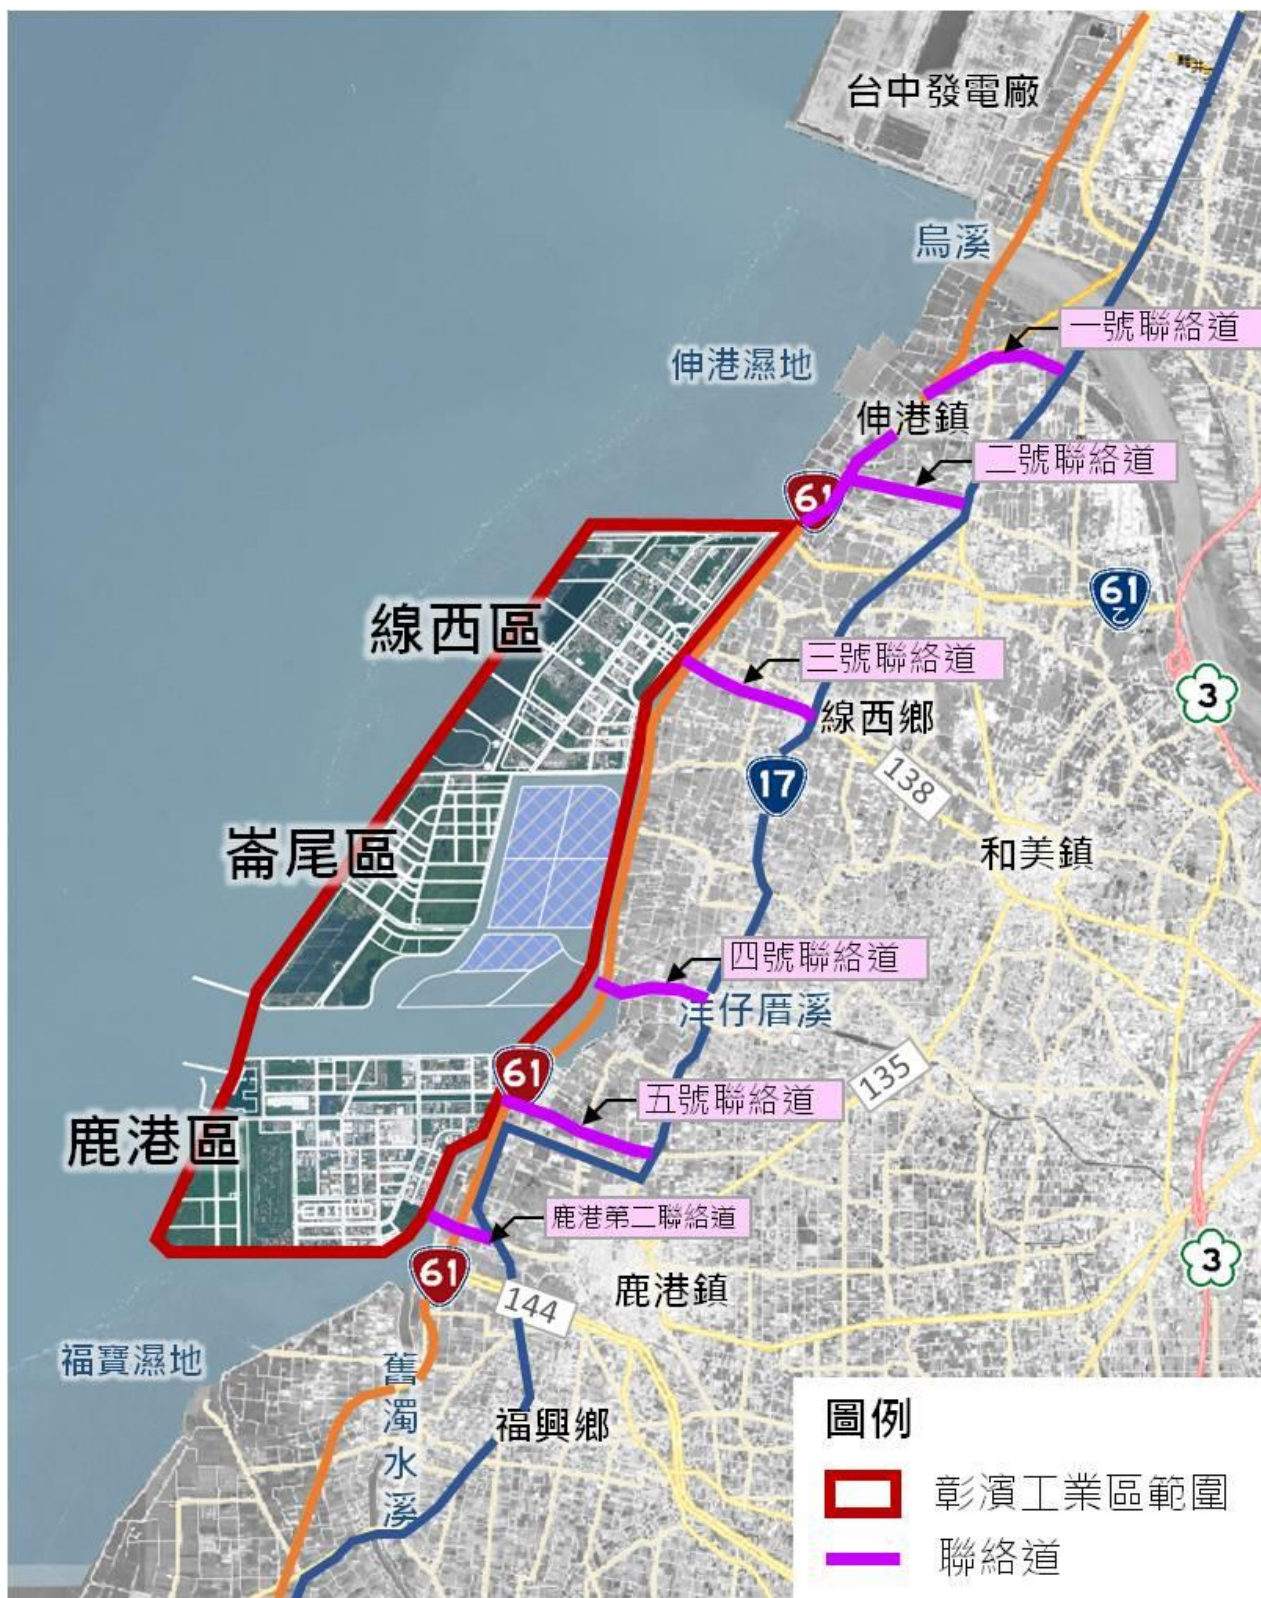 台中發電廠
烏溪
一號聯絡道
伸港濕地
伸港鎮
二號聯絡道
61
61
乙
線西區
三號聯絡道
3
線西鄉
17
138
崙尾區
和美鎮
四號聯絡道
洋仔厝溪
61
135
五號聯絡道
鹿港區
鹿港第二聯絡道
3
61
鹿港鎮
144
福寶濕地
舊濁水溪
福興鄉
圖例
彰濱工業區範圍
聯絡道